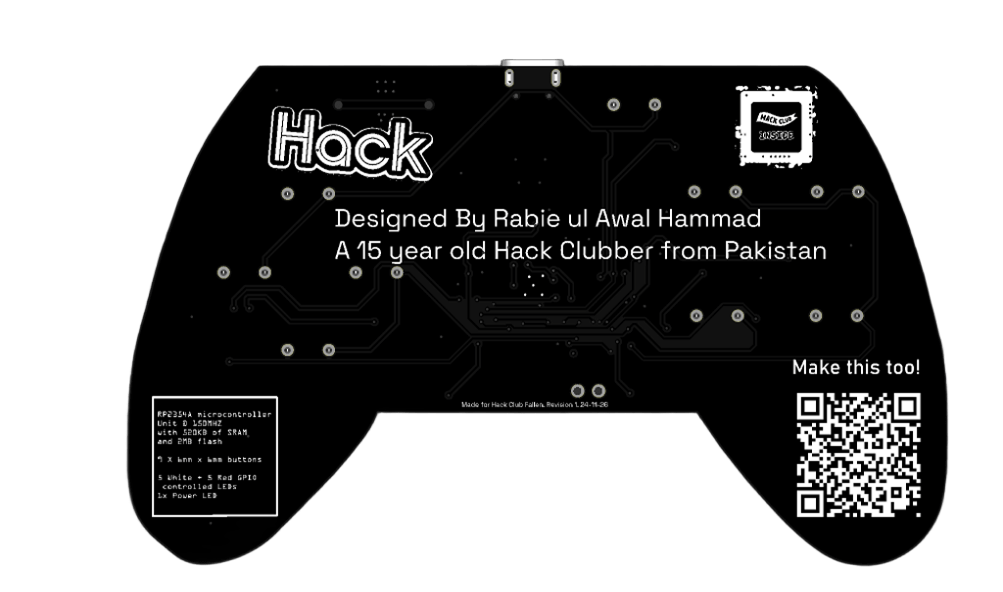 Hack
HACK CLUB
INSIDE
Designed By Rabie ul Awal Hammad
A 15 year old Hack Clubber from Pakistan
Make this too!
Made for Hack Club Fallen, Revision 1, 24-11-26
RP2354A microcontroller
Unit 0 150MHZ
with 520KB of SRAM,
and 2MB flash
9 X 6mm x 6mm buttons
5 White + 5 Red GPIO
controlled LEDs
1x Power LED